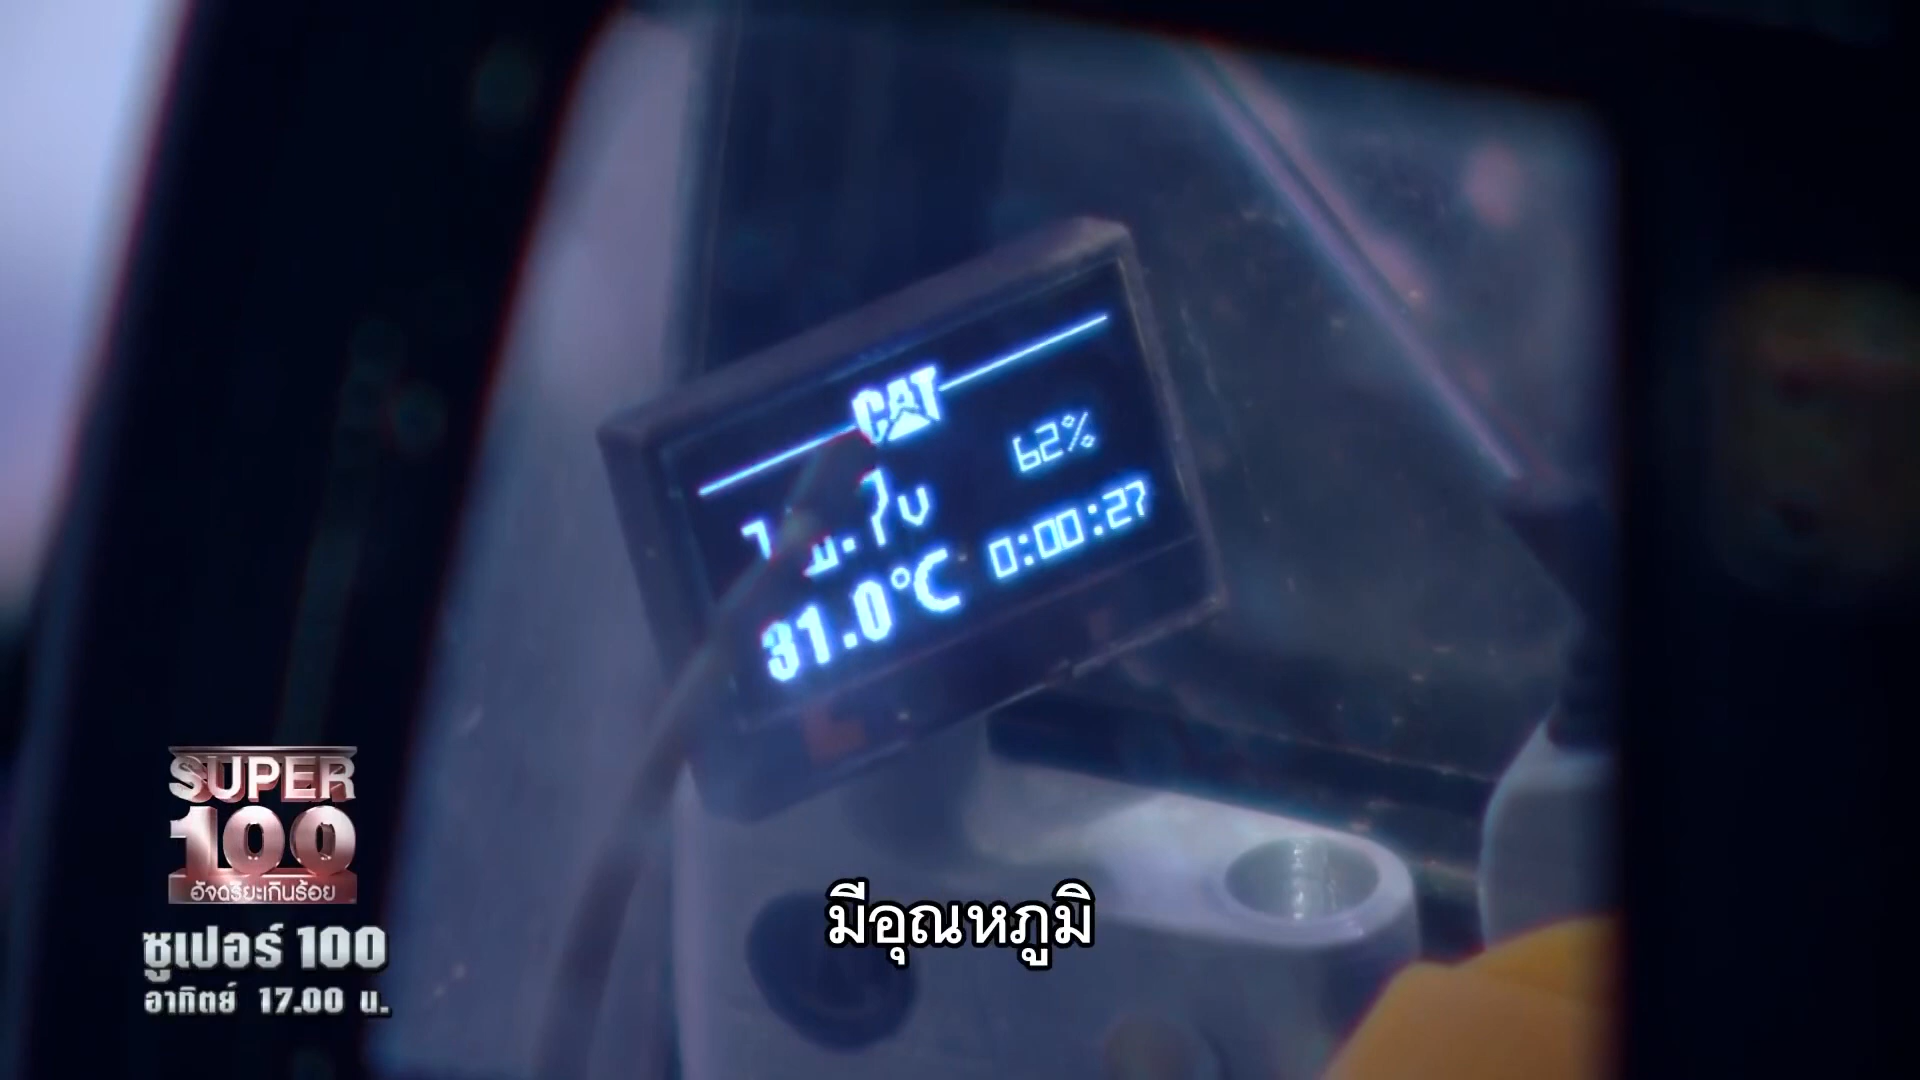 CAT
62%
0:00:27
31.0°C
SUPER
100
อัจฉริยะเกินร้อย
ซูเปอร์ 100
อาทิตย์ 17.00 น.
มีอุณหภูมิ